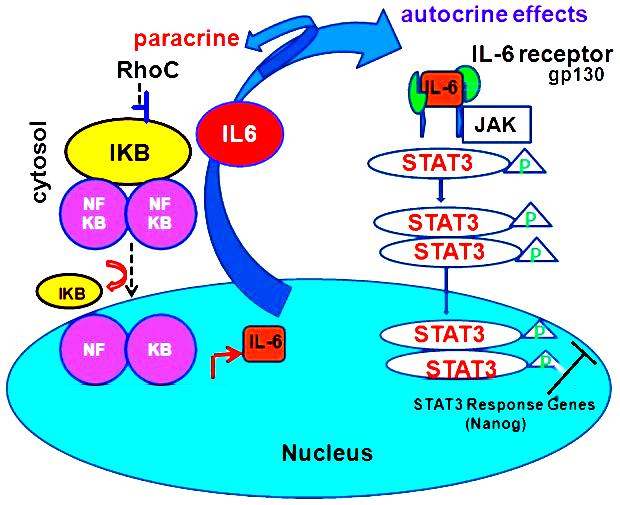 autocrine effects
paracrine
RhoC
IL-6 receptor
gp130
IL-6
JAK
cytosol
IKB
IL6
STAT3
P
NF
KB
NF
KB
STAT3
P
STAT3
P
IKB
NF
KB
IL-6
STAT3
P
STAT3
P
STAT3 Response Genes
(Nanog)
Nucleus